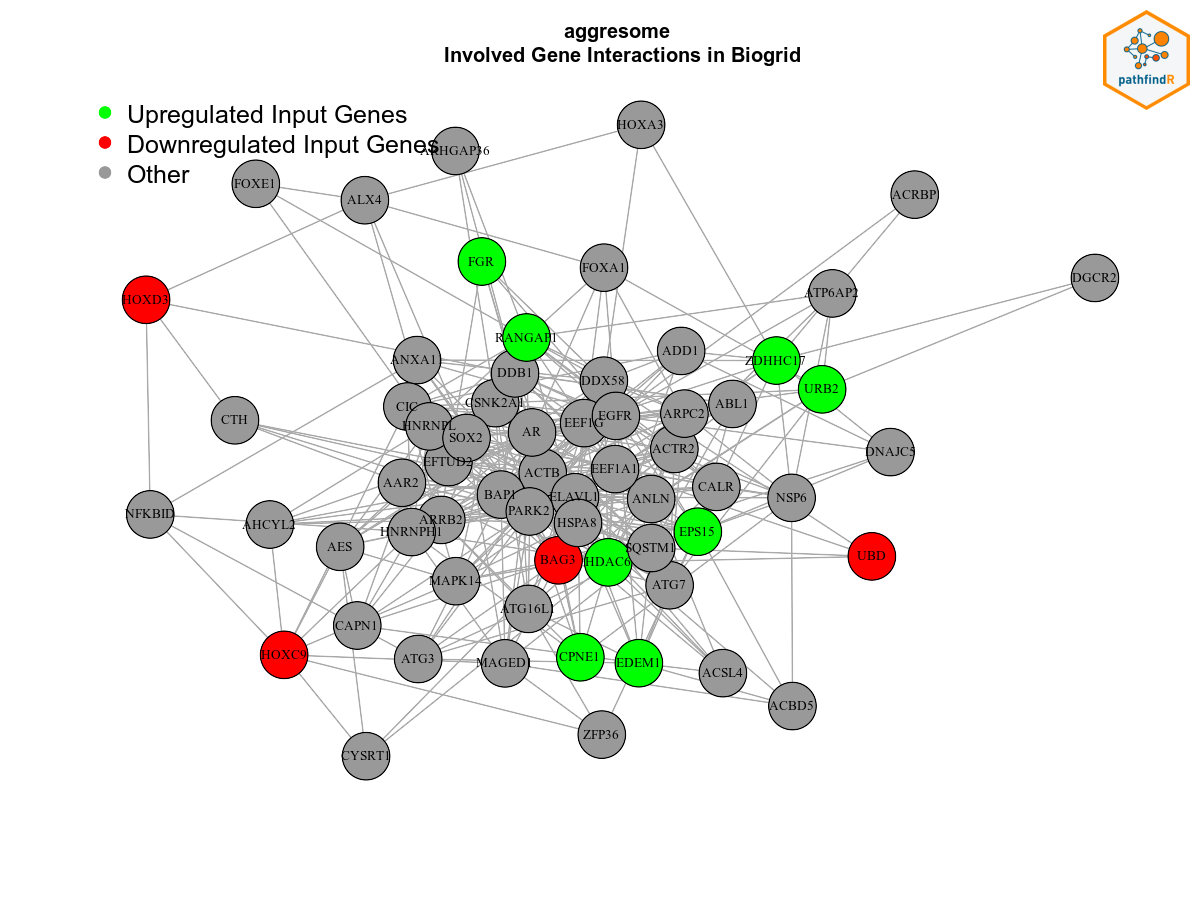 aggresome
Involved Gene Interactions in Biogrid
pathfindR
Upregulated Input Genes
Downregulated Input Genes
Other
HOXA3
ARHGAP36
FOXE1
ALX4
ACRBP
FGR
FOXA1
DGCR2
ATP6AP2
HOXD3
RANGAP1
ADD1
ANXA1
ZDHHC17
DDB1
DDX58
URB2
CIC
CSNK2A1
ABL1
ARPC2
EGFR
CTH
HNRNPL
EEF1G
AR
SOX2
ACTR2
DNAJC5
EFTUD2
EEF1A1
ACTB
AAR2
CALR
BAP1
ELAVL1
ANLN
NSP6
NFKBID
PARK2
AHCYL2
ARRB2
HSPA8
HNRNPH1
EPS15
AES
SQSTM1
UBD
BAG3
HDAC6
MAPK14
ATG7
ATG16L1
CAPN1
HOXC9
ATG3
MAGED1
CPNE1
EDEM1
ACSL4
ACBD5
ZFP36
CYSRT1